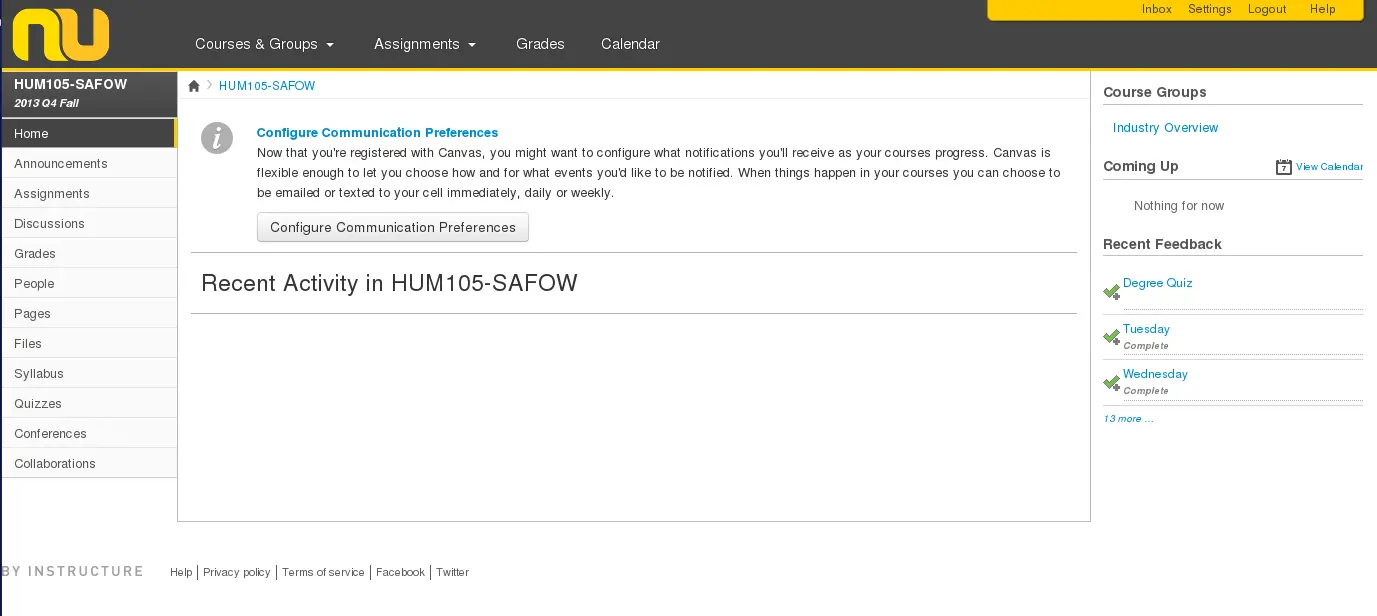 nu
Inbox Settings Logout Help
Courses & Groups Assignments Grades Calendar
HUM105-SAFOW
2013 Q4 Fall
Home
Announcements
Assignments
Discussions
Grades
People
Pages
Files
Syllabus
Quizzes
Conferences
Collaborations
HUM105-SAFOW
i
Configure Communication Preferences
Now that you're registered with Canvas, you might want to configure what notifications you'll receive as your courses progress. Canvas is
flexible enough to let you choose how and for what events you'd like to be notified. When things happen in your courses you can choose to
be emailed or texted to your cell immediately, daily or weekly.
Configure Communication Preferences
Recent Activity in HUM105-SAFOW
Course Groups
Industry Overview
Coming Up
7 View Calendar
Nothing for now
Recent Feedback
Degree Quiz
Tuesday
Complete
Wednesday
Complete
13 more ...
BY INSTRUCTURE
Help | Privacy policy | Terms of service | Facebook | Twitter